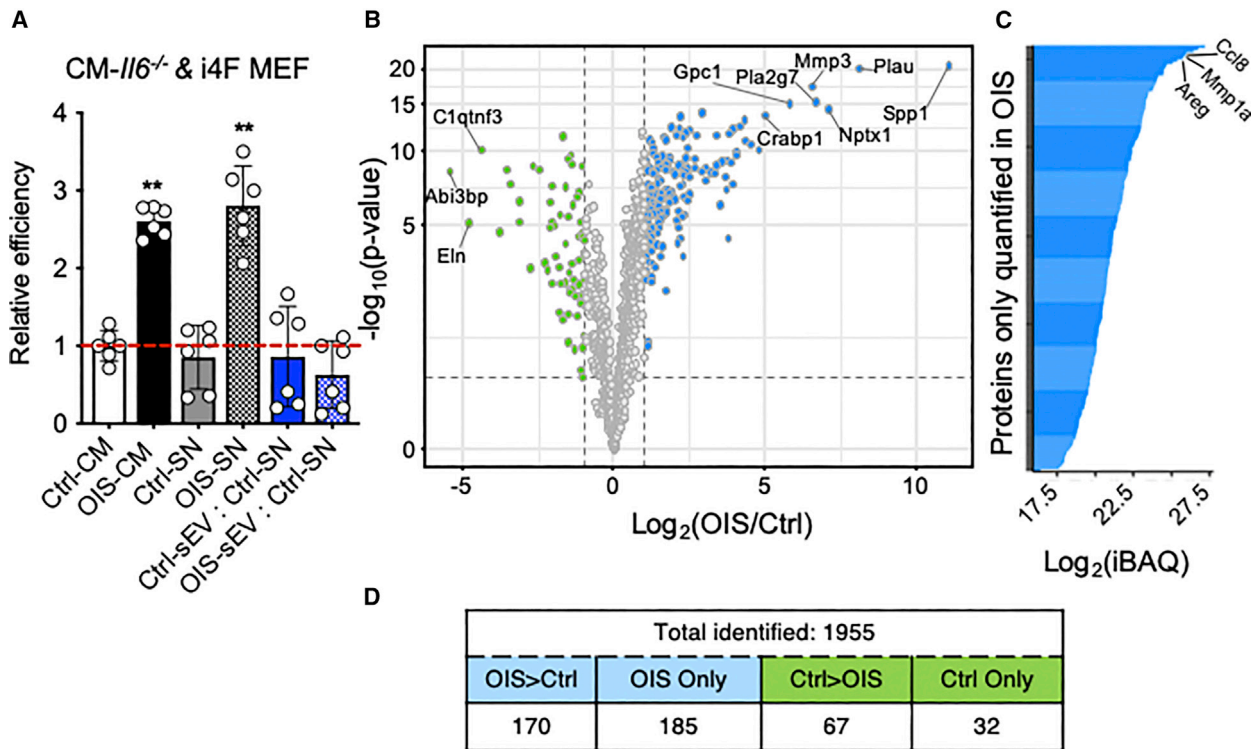 A
CM-Il6-/- & i4F MEF
Relative efficiency
4
3
2
1
0
**
**
Ctrl-CM
OIS-CM
Ctrl-SN
OIS-SN
Ctrl-sEV : Ctrl-SN
OIS-sEV : Ctrl-SN
B
-log10(p-value)
20
15
10
5
0
C1qtnf3
Abi3bp
Eln
Gpc1
Pla2g7
Mmp3
Plau
Spp1
Nptx1
Crabp1
-5
0
5
10
Log2(OIS/Ctrl)
C
Proteins only quantified in OIS
Ccl8
Mmp1a
Areg
17.5
22.5
27.5
Log2(iBAQ)
D
Total identified: 1955
OIS>Ctrl OIS Only Ctrl>OIS Ctrl Only
170 185 67 32